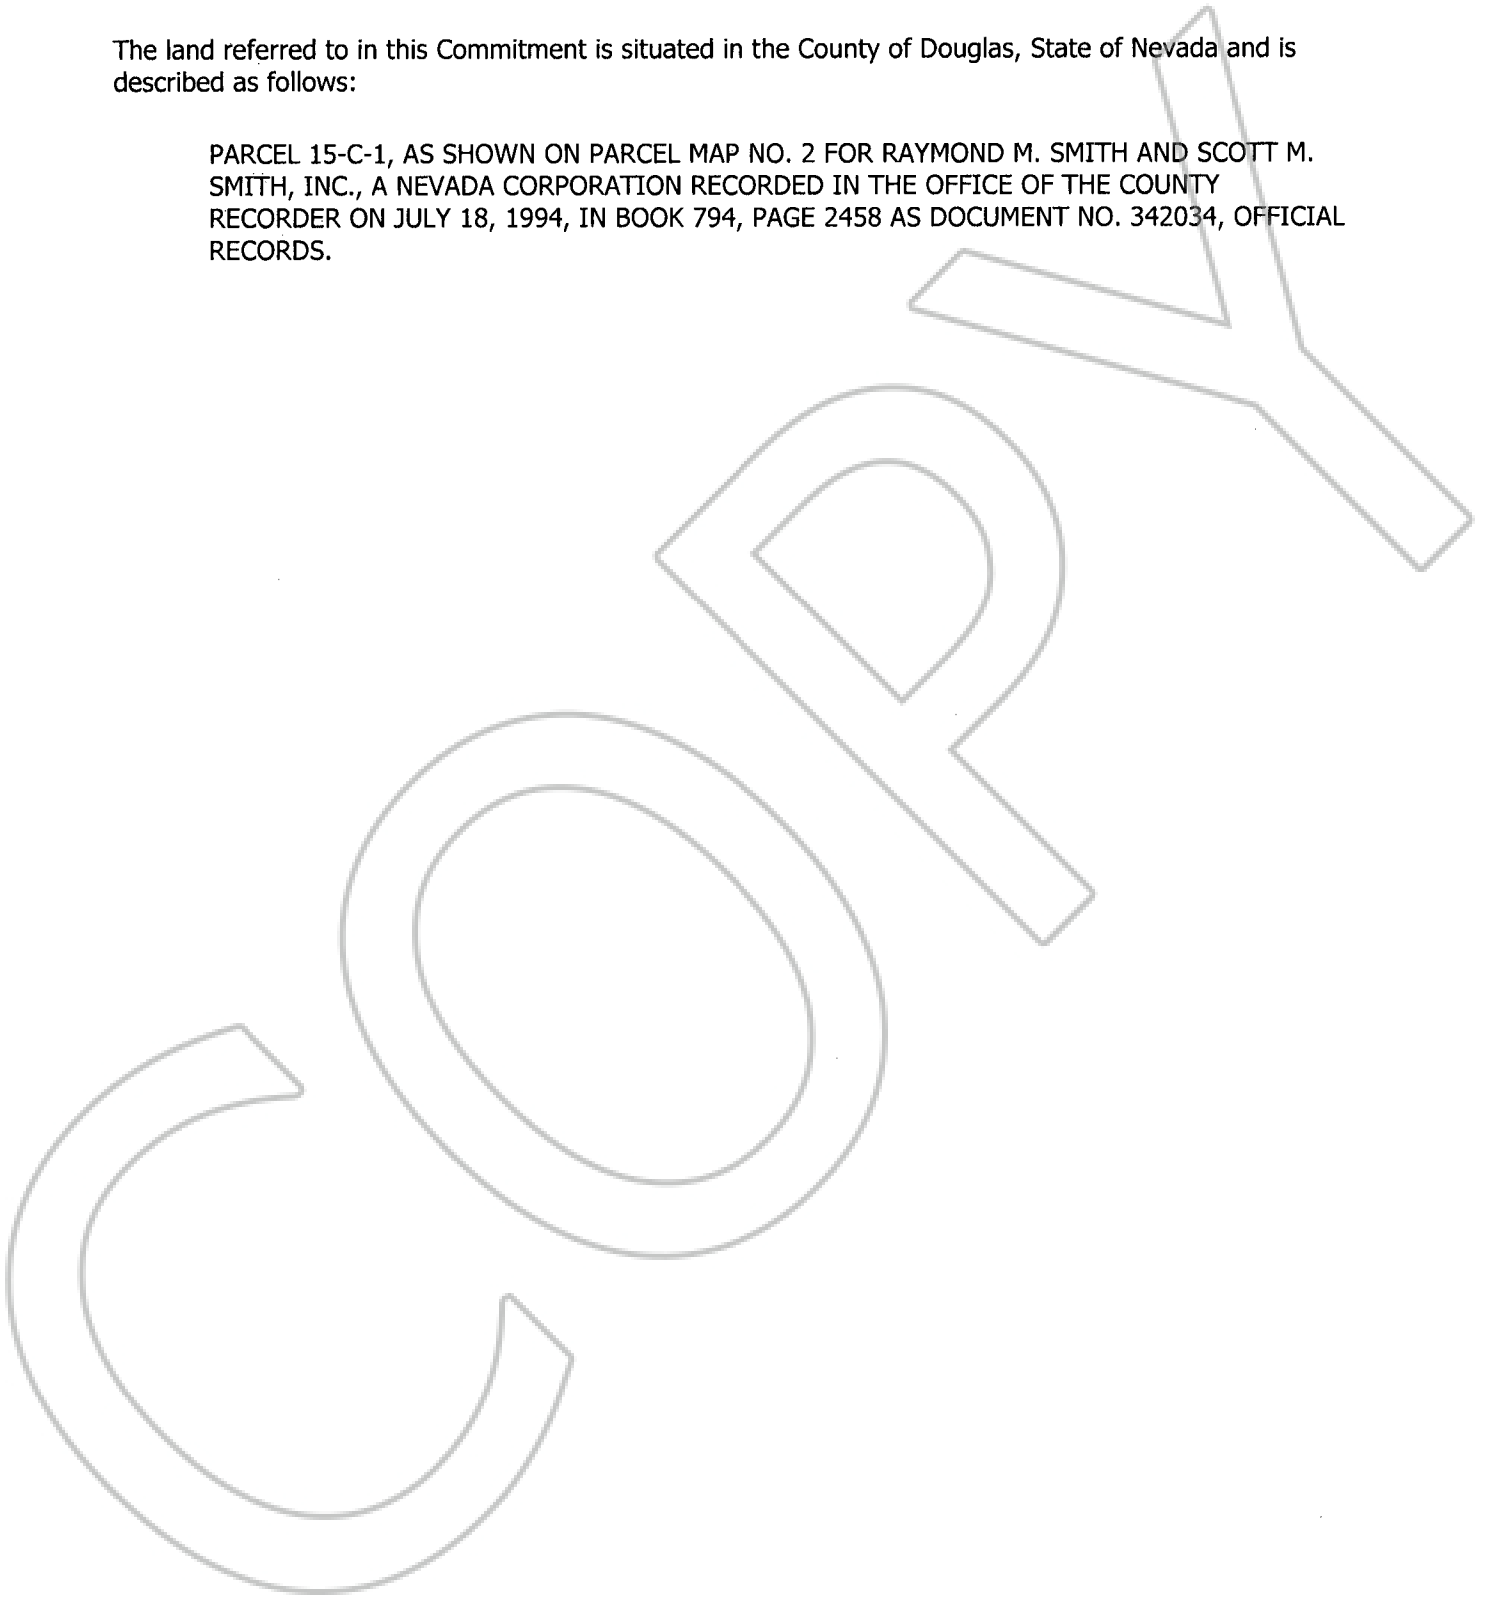 The land referred to in this Commitment is situated in the County of Douglas, State of Nevada and is
described as follows:
PARCEL 15-C-1, AS SHOWN ON PARCEL MAP NO. 2 FOR RAYMOND M. SMITH AND SCOTT M.
SMITH, INC., A NEVADA CORPORATION RECORDED IN THE OFFICE OF THE COUNTY
RECORDER ON JULY 18, 1994, IN BOOK 794, PAGE 2458 AS DOCUMENT NO. 342034, OFFICIAL
RECORDS.
COPY